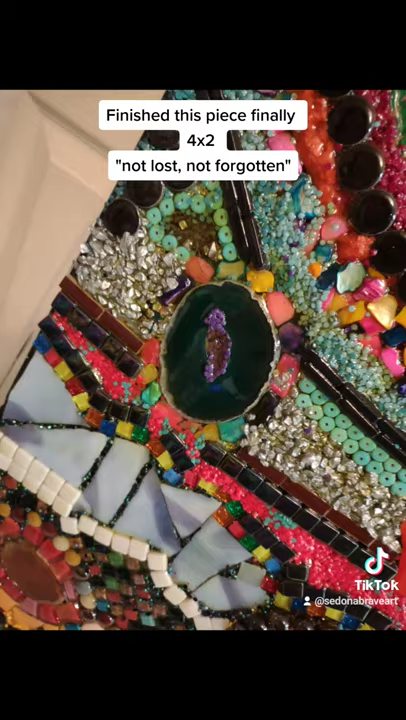 Finished this piece finally
4x2
"not lost, not forgotten"
TikTok
@sedonabraveart